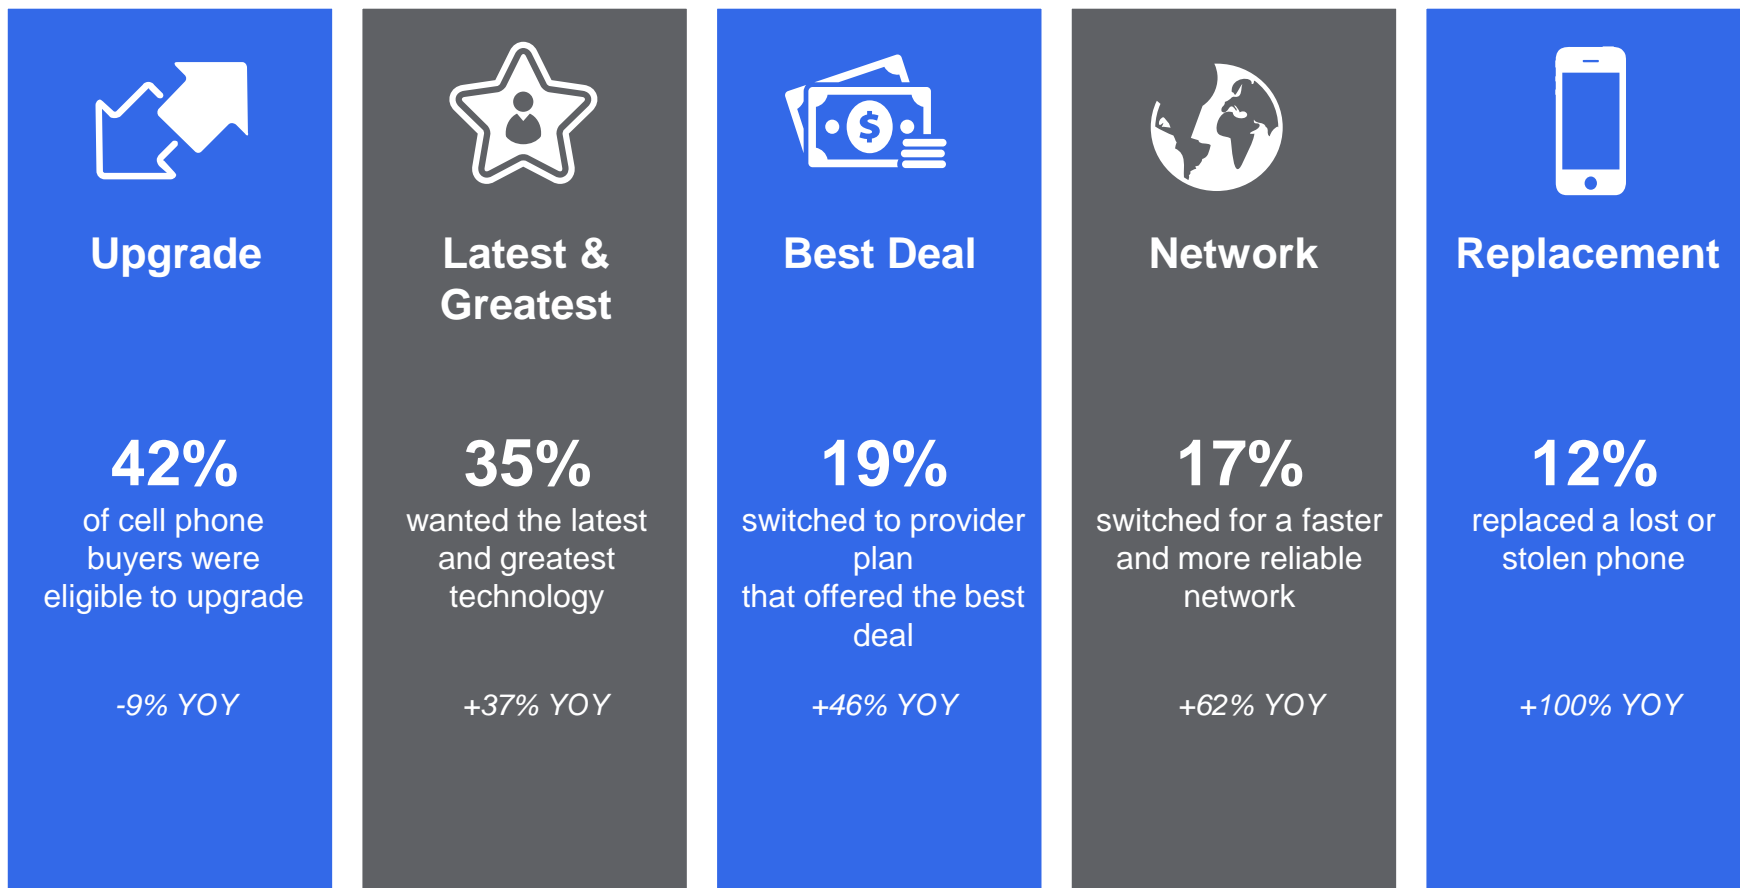 Upgrade
42%
of cell phone
buyers were
eligible to upgrade
-9% YOY
Latest &
Greatest
35%
wanted the latest
and greatest
technology
+37% YOY
Best Deal
$
19%
switched to provider
plan
that offered the best
deal
+46% YOY
Network
17%
switched for a faster
and more reliable
network
+62% YOY
Replacement
12%
replaced a lost or
stolen phone
+100% YOY